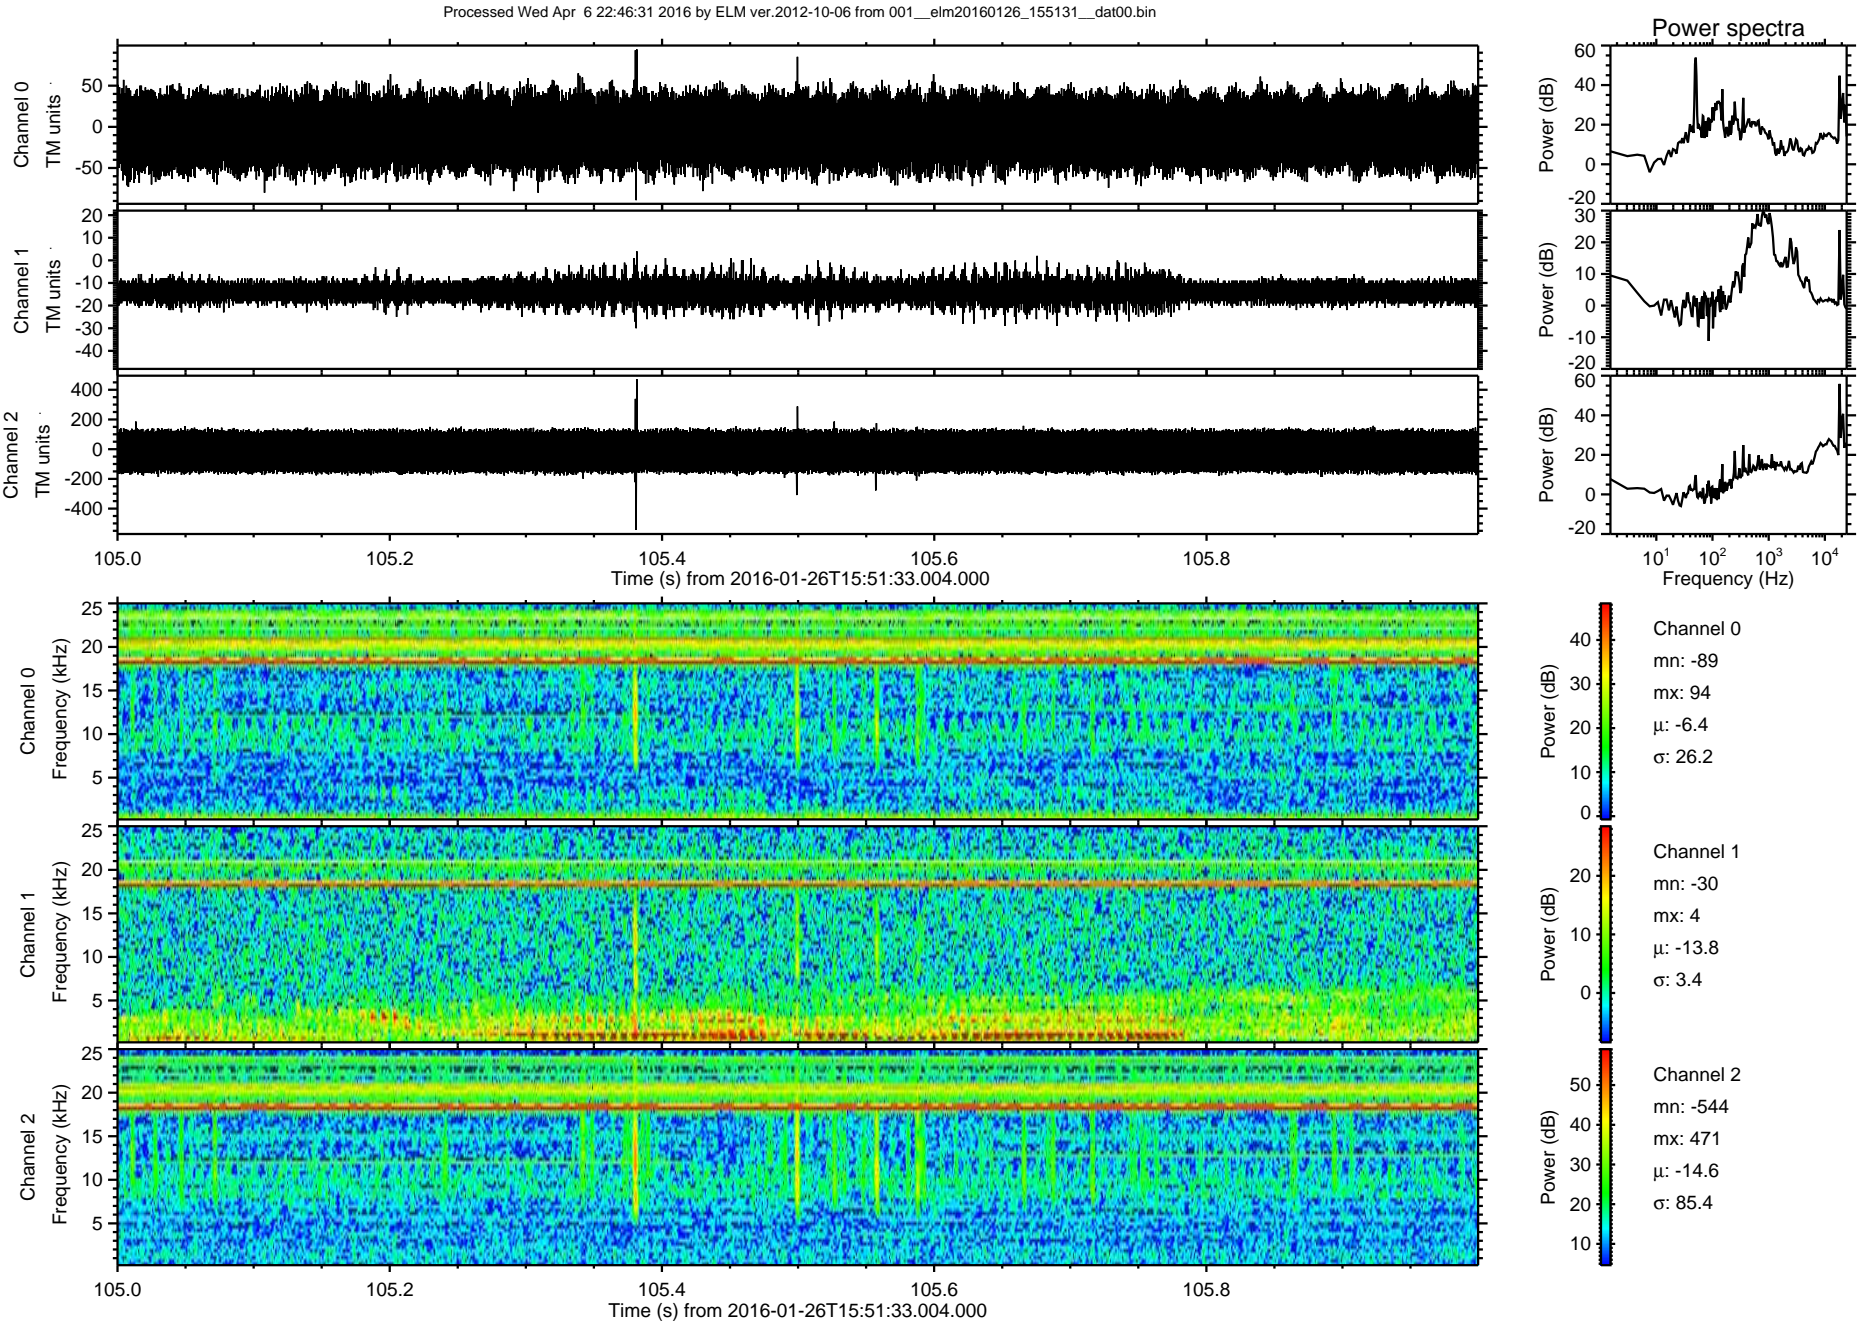 Processed Wed Apr  6 22:46:31 2016 by ELM ver.2012-10-06 from 001__elm20160126_155131__dat00.bin
Power spectra
Channel 0
TM units
50
0
-50
Power (dB)
60
40
20
0
-20
Channel 1
TM units
20
10
0
-10
-20
-30
-40
Power (dB)
30
20
10
0
-10
-20
Channel 2
TM units
400
200
0
-200
-400
Power (dB)
60
40
20
0
-20
105.0 105.2 105.4 105.6 105.8
Time (s) from 2016-01-26T15:51:33.004.000
10^1 10^2 10^3 10^4
Frequency (Hz)
Channel 0
Frequency (kHz)
25
20
15
10
5
Power (dB)
40
30
20
10
0
Channel 0
mn: -89
mx: 94
μ: -6.4
σ: 26.2
Channel 1
Frequency (kHz)
25
20
15
10
5
Power (dB)
20
10
0
Channel 1
mn: -30
mx: 4
μ: -13.8
σ: 3.4
Channel 2
Frequency (kHz)
25
20
15
10
5
Power (dB)
50
40
30
20
10
Channel 2
mn: -544
mx: 471
μ: -14.6
σ: 85.4
105.0 105.2 105.4 105.6 105.8
Time (s) from 2016-01-26T15:51:33.004.000